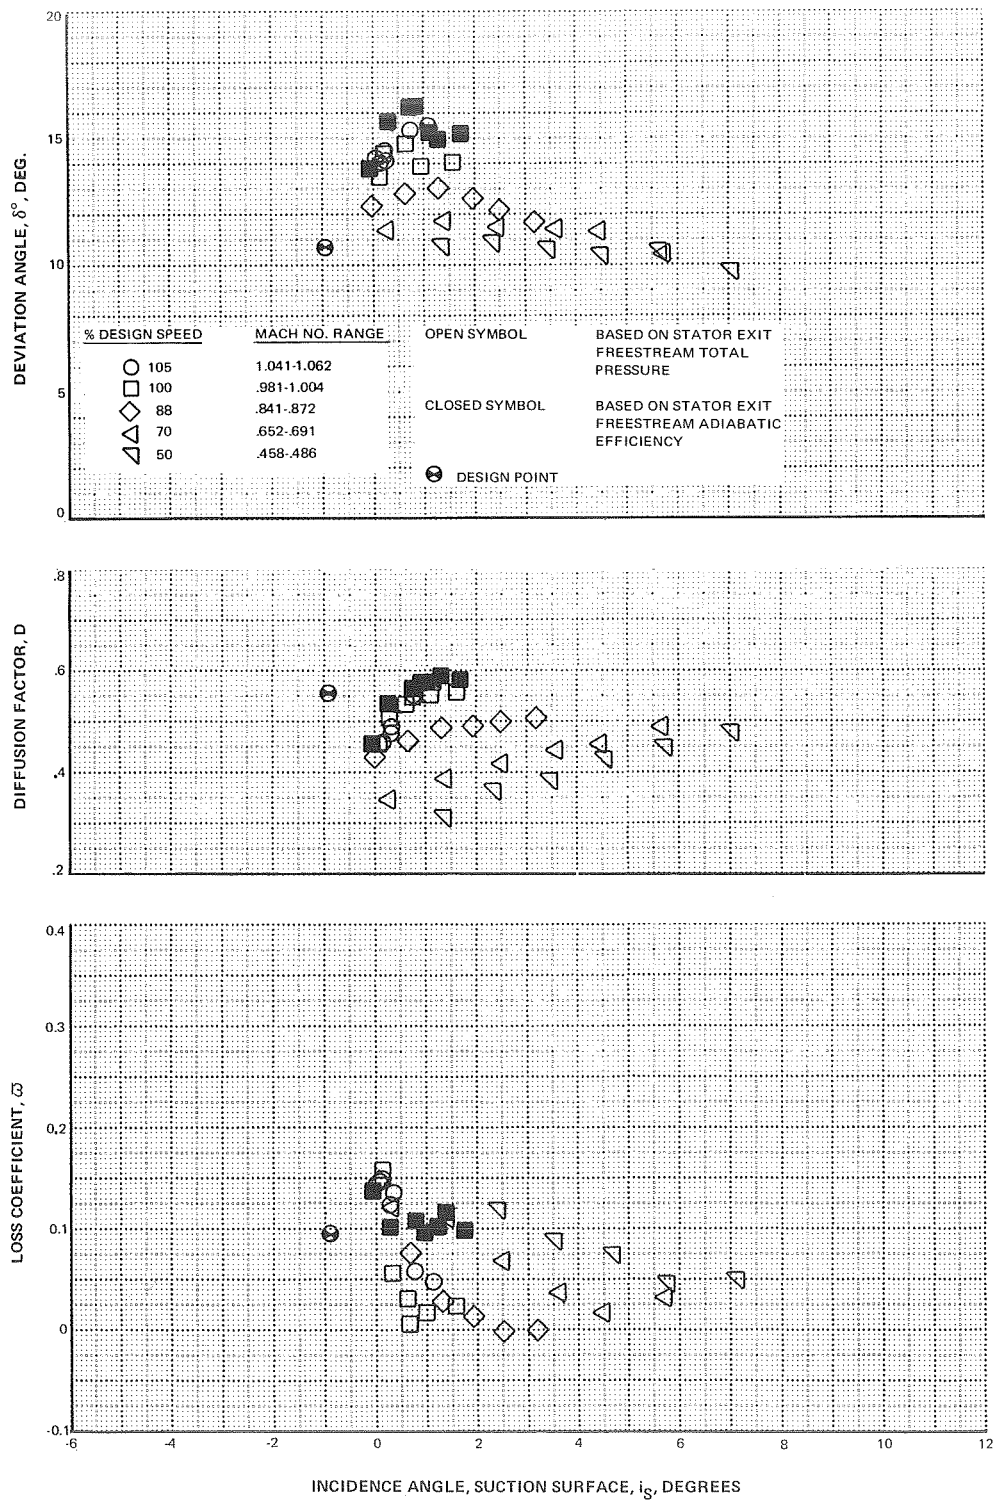 20
15
10
5
0
DEVIATION ANGLE, δ°, DEG.
% DESIGN SPEED MACH NO. RANGE
105 1.041-1.062
100 .981-1.004
88 .841-.872
70 .652-.691
50 .458-.486
OPEN SYMBOL BASED ON STATOR EXIT
FREESTREAM TOTAL
PRESSURE
CLOSED SYMBOL BASED ON STATOR EXIT
FREESTREAM ADIABATIC
EFFICIENCY
DESIGN POINT
.8
.6
.4
.2
DIFFUSION FACTOR, D
0.4
0.3
0.2
0.1
0
-0.1
LOSS COEFFICIENT, ω̅
-6 -4 -2 0 2 4 6 8 10 12
INCIDENCE ANGLE, SUCTION SURFACE, iS, DEGREES